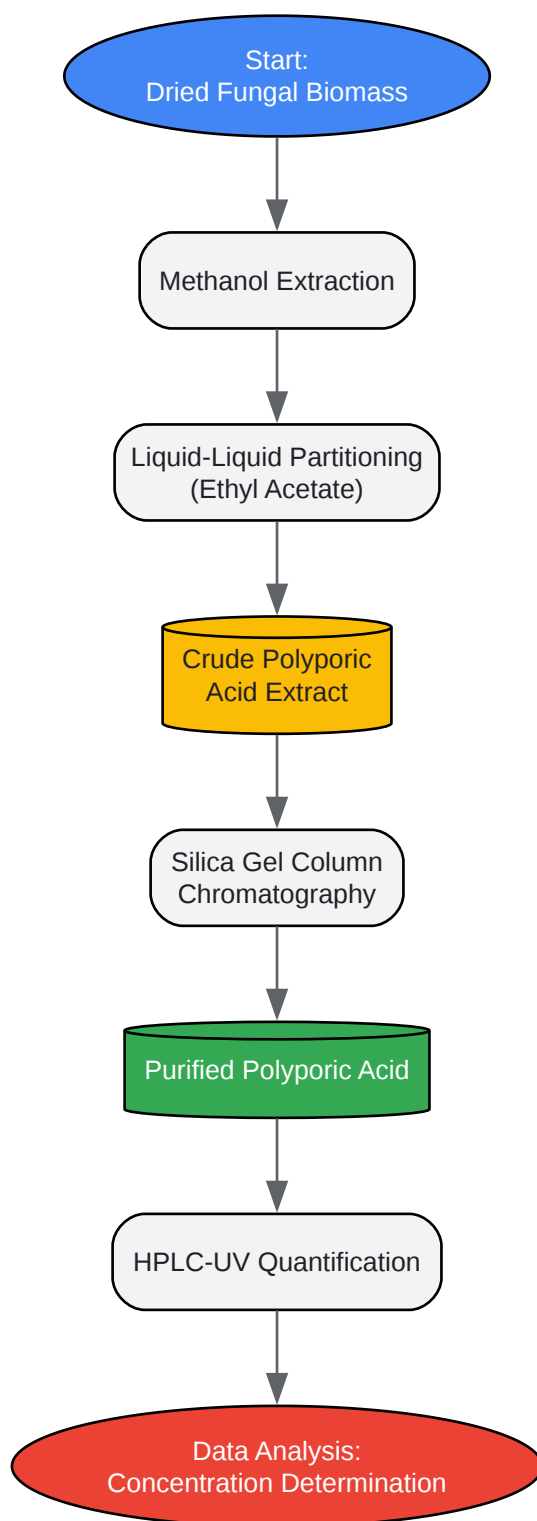 Start:
Dried Fungal Biomass
Methanol Extraction
Liquid-Liquid Partitioning
(Ethyl Acetate)
Crude Polyporic
Acid Extract
Silica Gel Column
Chromatography
Purified Polyporic Acid
HPLC-UV Quantification
Data Analysis:
Concentration Determination